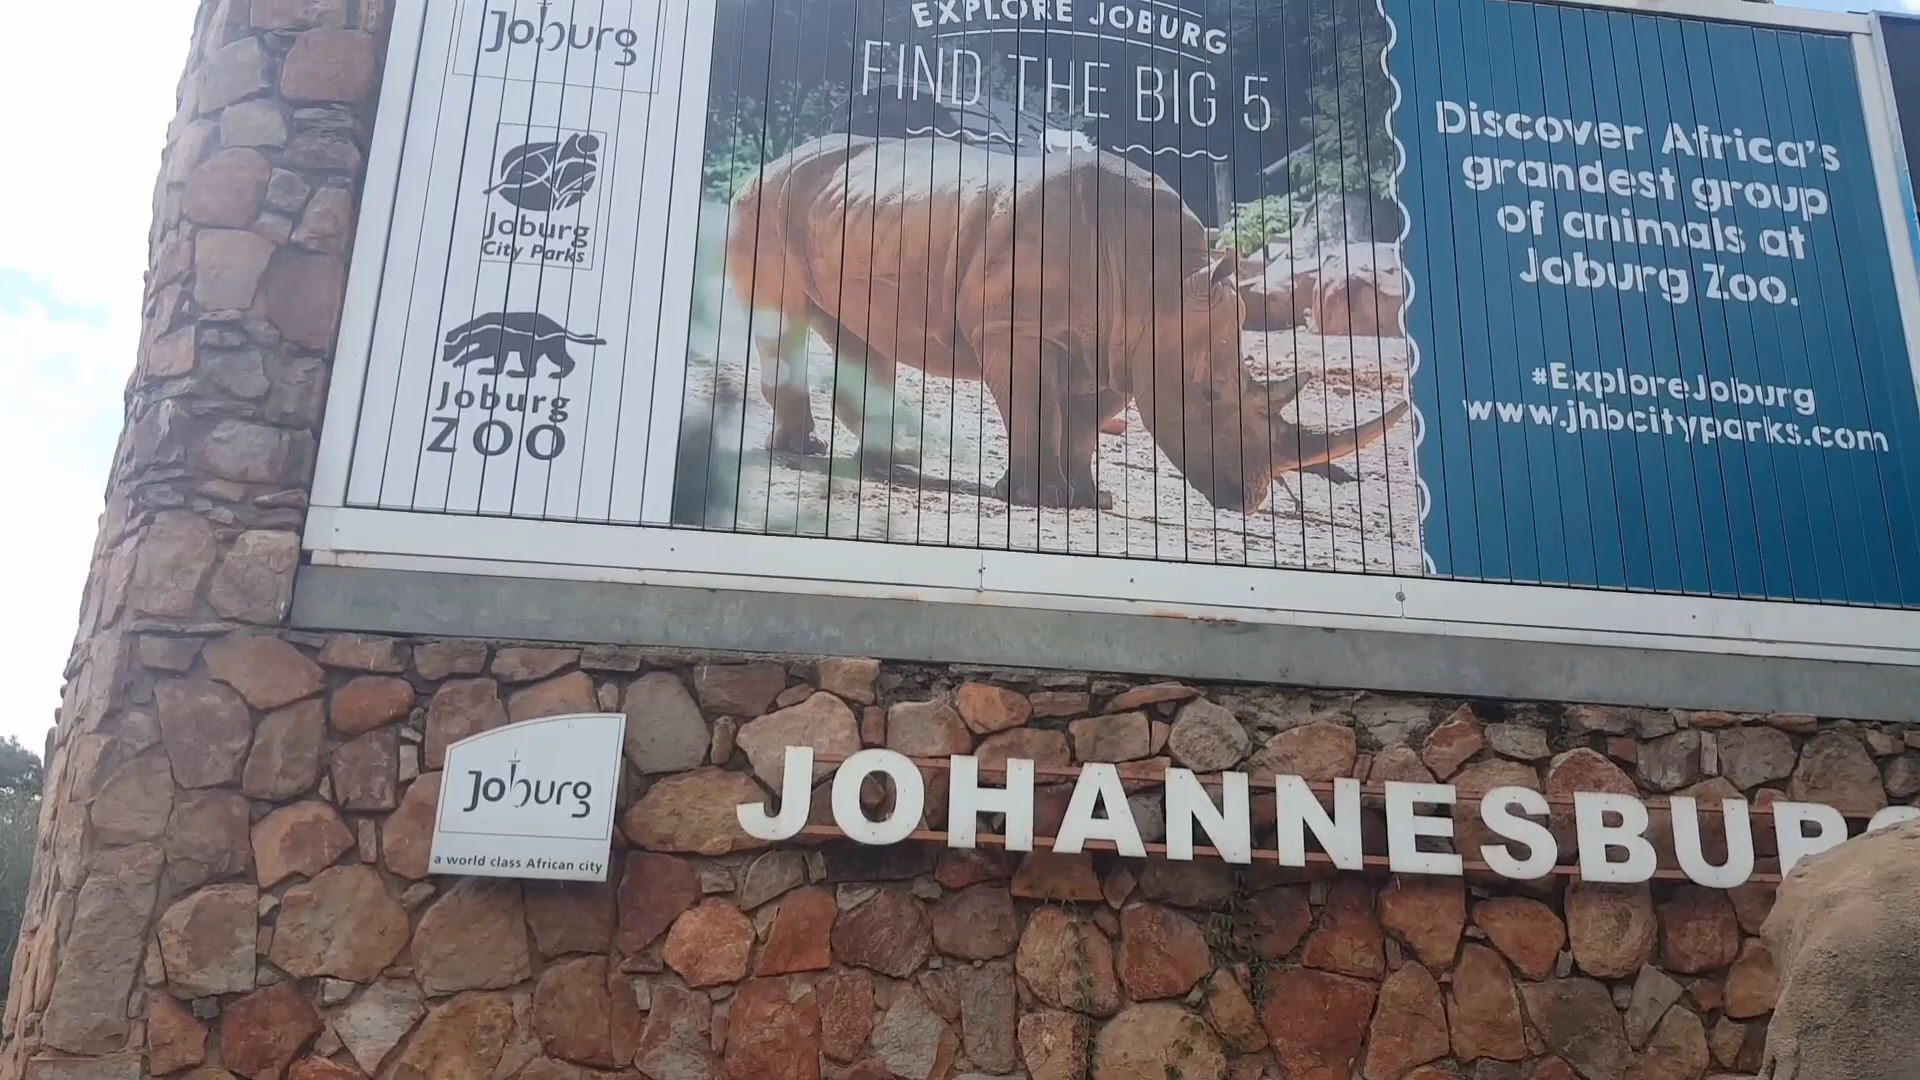 Joburg
Joburg
City Parks
Joburg
ZOO
EXPLORE JOBURG
FIND THE BIG 5
Discover Africa's
grandest group
of animals at
Joburg Zoo.
#ExploreJoburg
www.jhbcityparks.com
Joburg
a world class African city
JOHANNESBURG